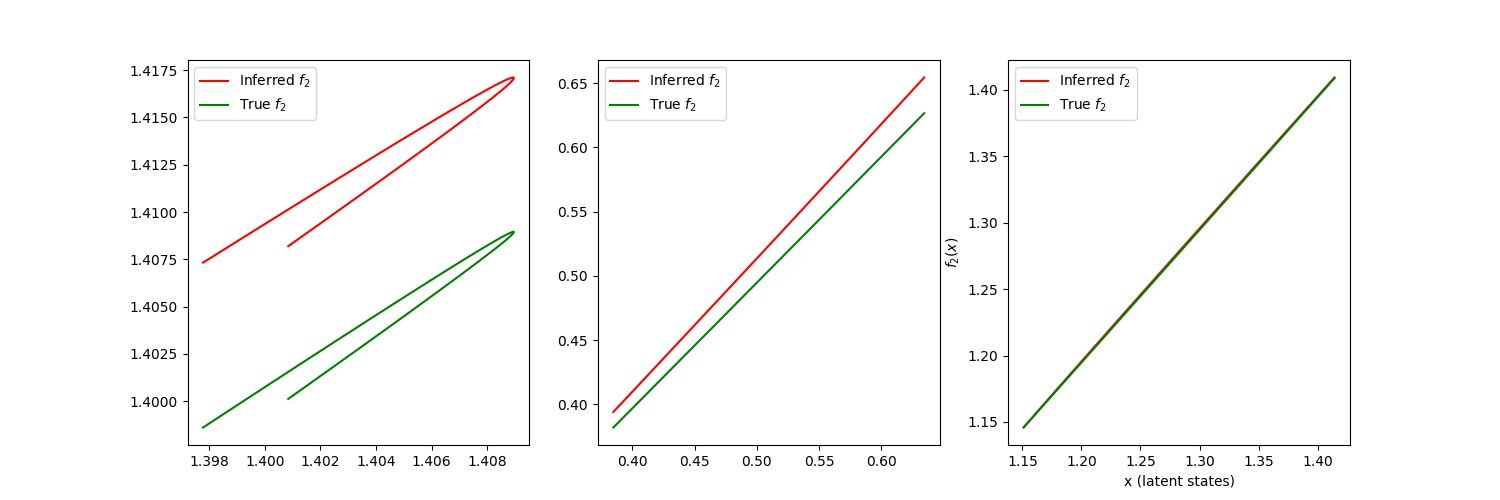 Inferred f₂
True f₂
1.4175
1.4150
1.4125
1.4100
1.4075
1.4050
1.4025
1.4000
1.398 1.400 1.402 1.404 1.406 1.408
Inferred f₂
True f₂
0.65
0.60
0.55
0.50
0.45
0.40
0.40 0.45 0.50 0.55 0.60
Inferred f₂
True f₂
f₂(x)
1.40
1.35
1.30
1.25
1.20
1.15
1.15 1.20 1.25 1.30 1.35 1.40
x (latent states)